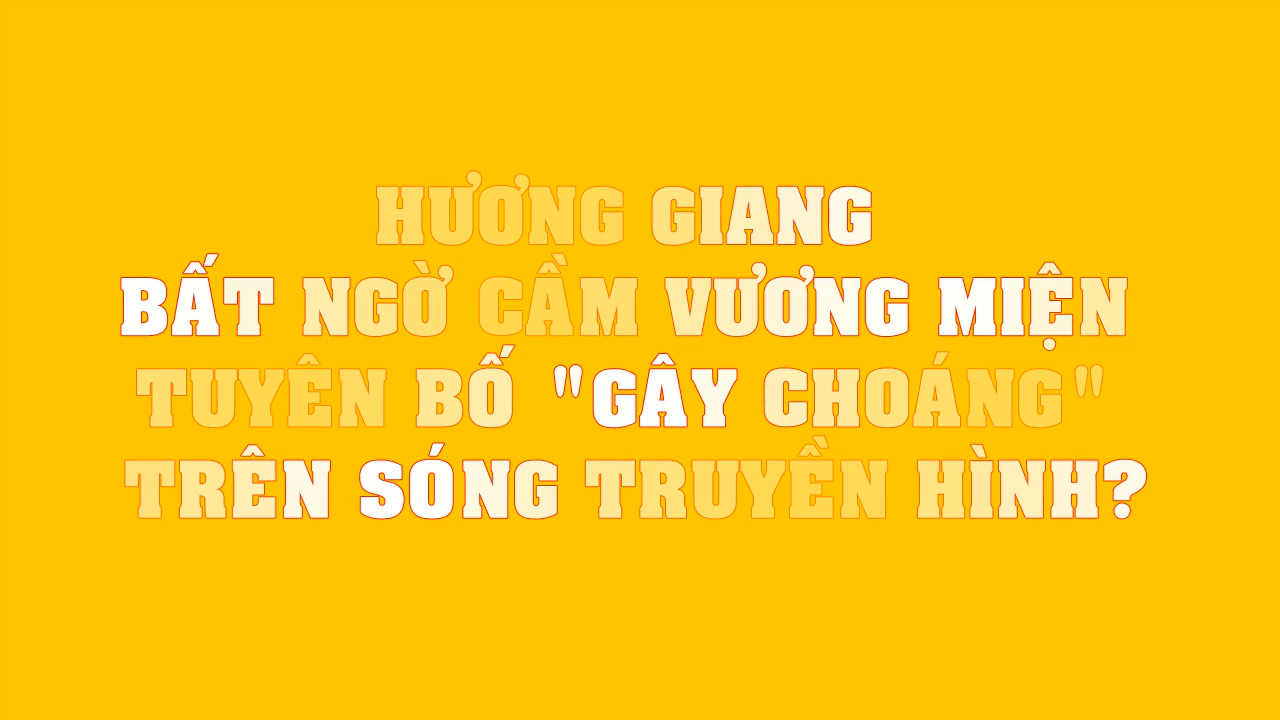 HƯƠNG GIANG
BẤT NGỜ CẦM VƯƠNG MIỆN
TUYÊN BỐ "GÂY CHOÁNG"
TRÊN SÓNG TRUYỀN HÌNH?